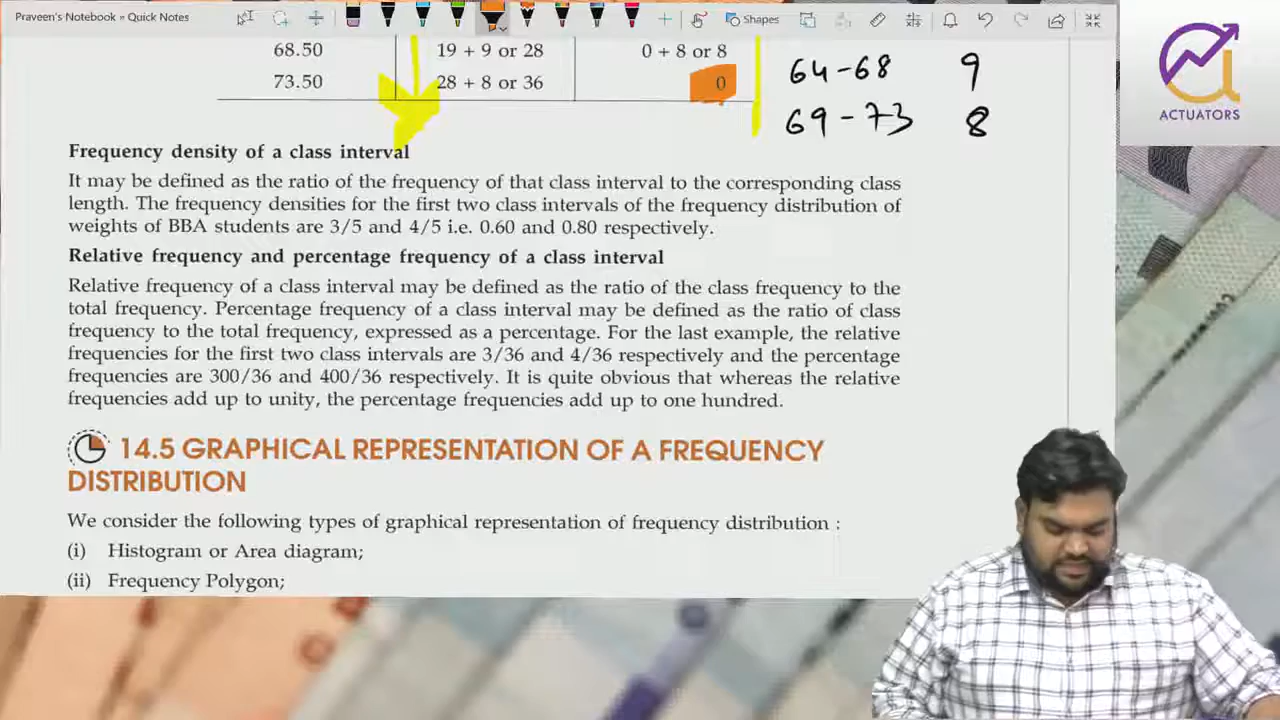 Praveen's Notebook » Quick Notes
Shapes
68.50 19 + 9 or 28 0 + 8 or 8
73.50 28 + 8 or 36 0
64-68 9
69-73 8
ACTUATORS
Frequency density of a class interval
It may be defined as the ratio of the frequency of that class interval to the corresponding class
length. The frequency densities for the first two class intervals of the frequency distribution of
weights of BBA students are 3/5 and 4/5 i.e. 0.60 and 0.80 respectively.
Relative frequency and percentage frequency of a class interval
Relative frequency of a class interval may be defined as the ratio of the class frequency to the
total frequency. Percentage frequency of a class interval may be defined as the ratio of class
frequency to the total frequency, expressed as a percentage. For the last example, the relative
frequencies for the first two class intervals are 3/36 and 4/36 respectively and the percentage
frequencies are 300/36 and 400/36 respectively. It is quite obvious that whereas the relative
frequencies add up to unity, the percentage frequencies add up to one hundred.
14.5 GRAPHICAL REPRESENTATION OF A FREQUENCY
DISTRIBUTION
We consider the following types of graphical representation of frequency distribution :
(i) Histogram or Area diagram;
(ii) Frequency Polygon;